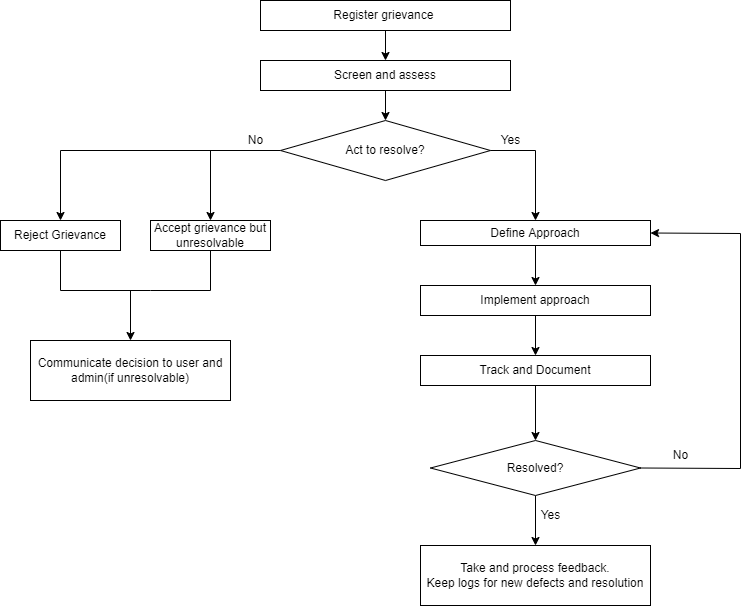 Register grievance
Screen and assess
No
Yes
Act to resolve?
Reject Grievance
Accept grievance but
unresolvable
Define Approach
Implement approach
Communicate decision to user and
admin(if unresolvable)
Track and Document
No
Resolved?
Yes
Take and process feedback.
Keep logs for new defects and resolution